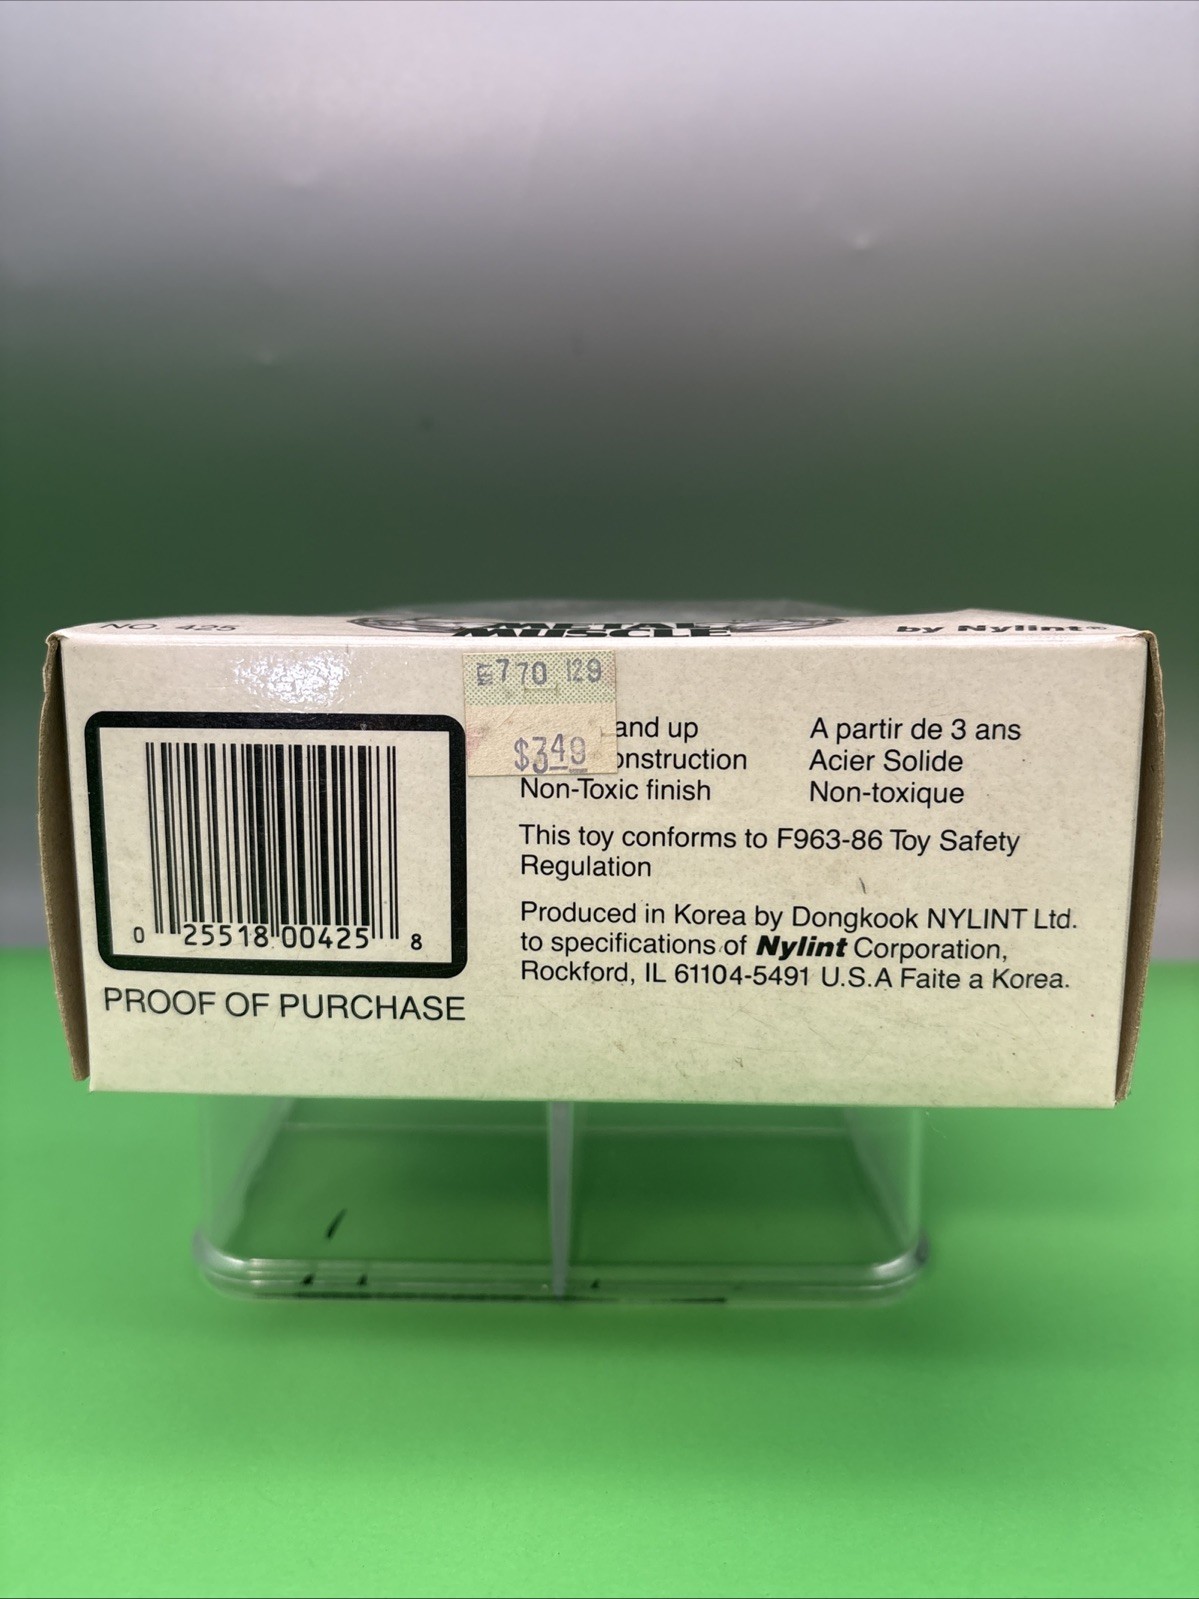 NO. 425
METAL
MUSCLE
by Nylint®
E770 129
$3.49
and up
onstruction
Non-Toxic finish
A partir de 3 ans
Acier Solide
Non-toxique
This toy conforms to F963-86 Toy Safety
Regulation
Produced in Korea by Dongkook NYLINT Ltd.
to specifications of Nylint Corporation,
Rockford, IL 61104-5491 U.S.A Faite a Korea.
0 25518 00425 8
PROOF OF PURCHASE